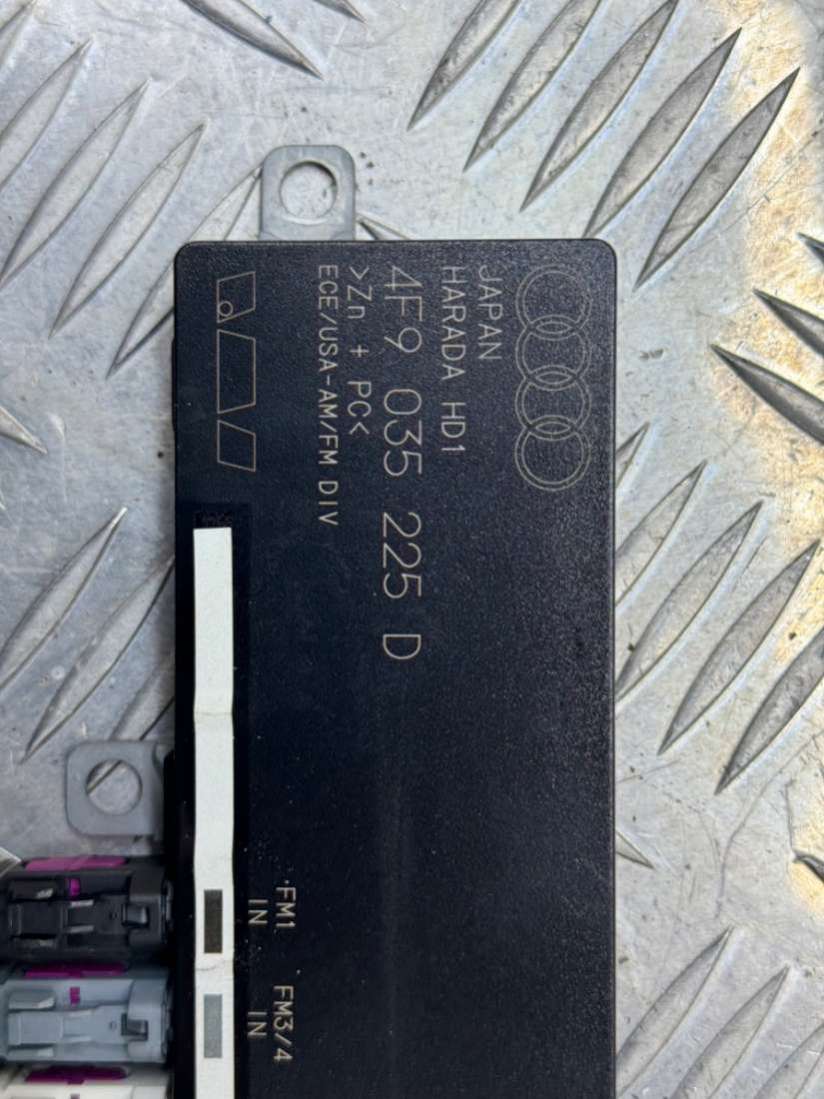 JAPAN
HARADA HD1
4F9 035 225 D
>Zn + PC<
ECE/USA-AM/FM DIV
FM1
IN
FM3/4
IN